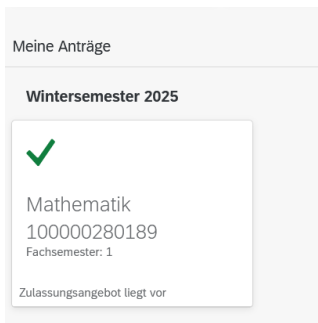 Meine Anträge
Wintersemester 2025
Mathematik
100000280189
Fachsemester: 1
Zulassungsangebot liegt vor